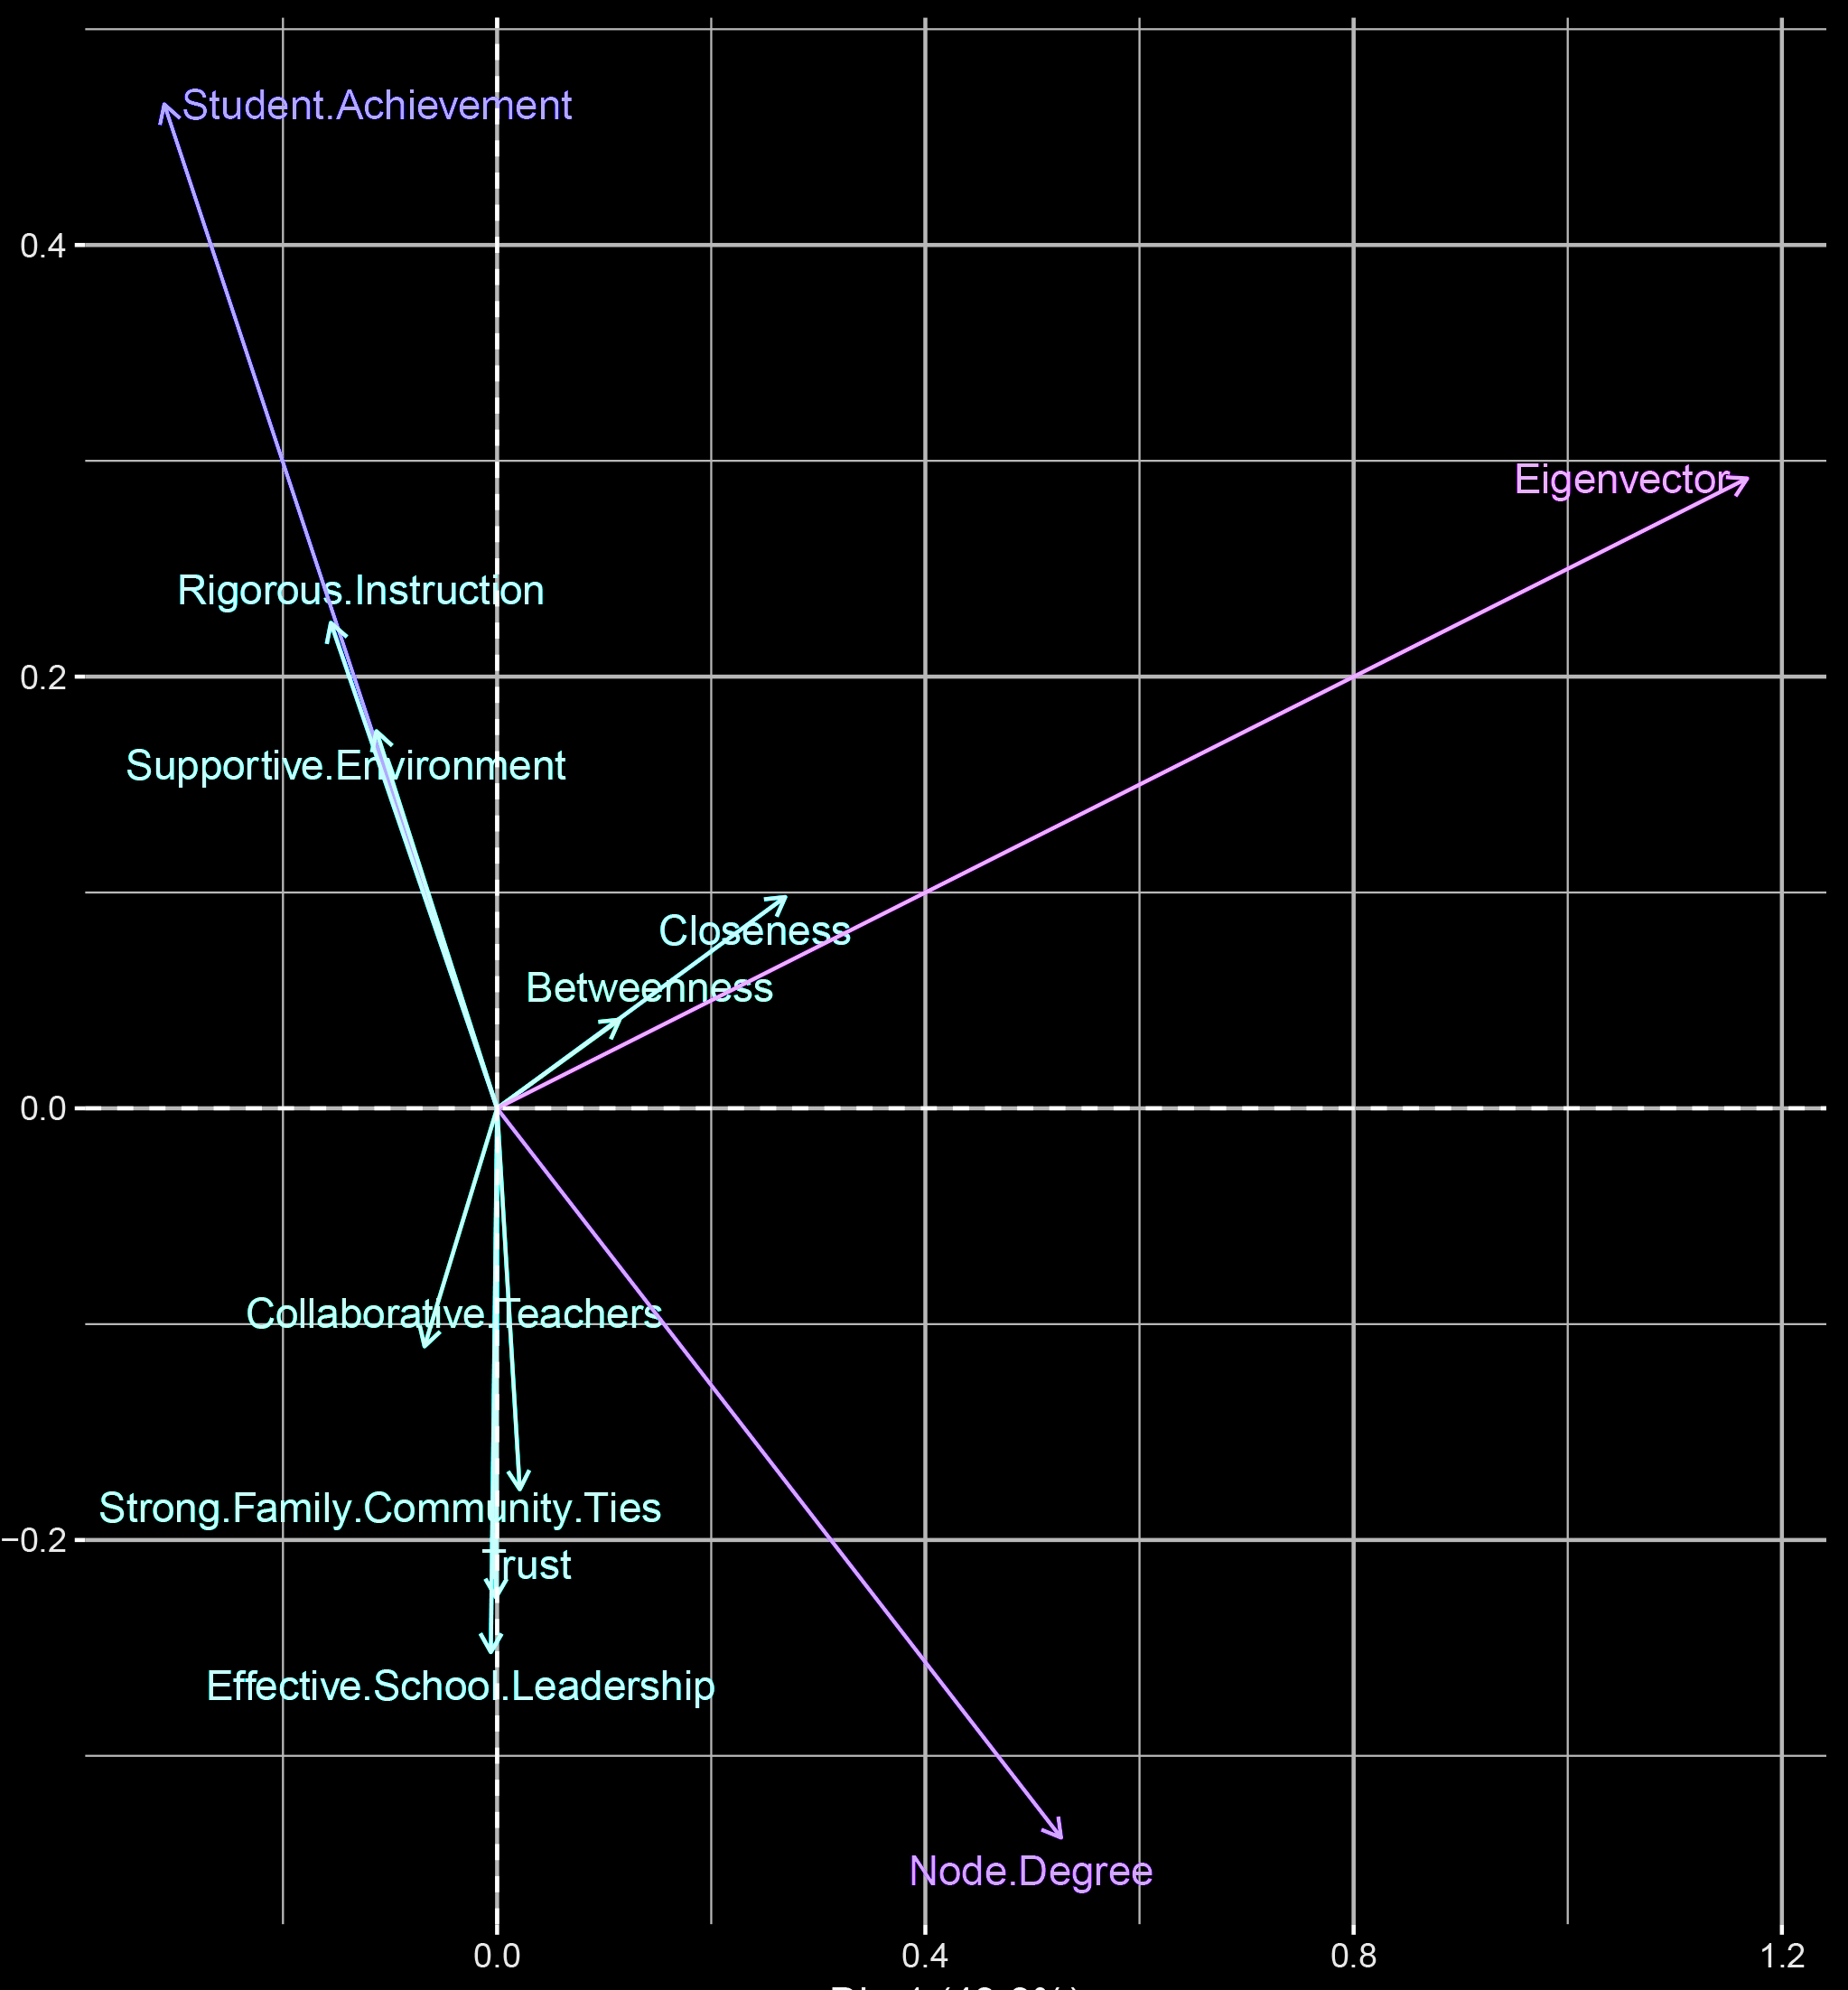 Student.Achievement
0.4
Eigenvector
Rigorous.Instruction
0.2
Supportive.Environment
Closeness
Betweenness
0.0
Collaborative.Teachers
Strong.Family.Community.Ties
−0.2
Trust
Effective.School.Leadership
Node.Degree
0.0 0.4 0.8 1.2